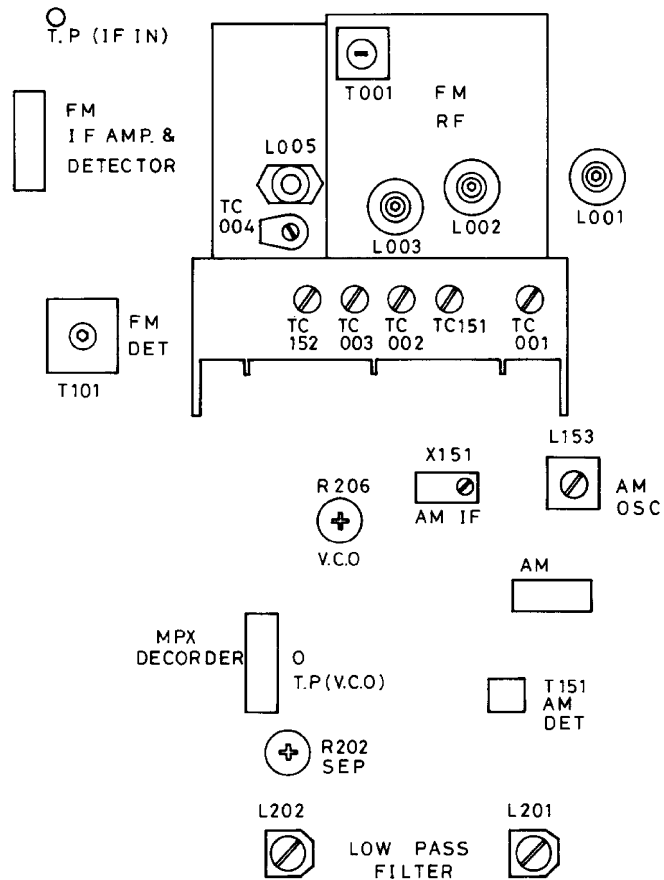 T.P (IF IN)
FM
IF AMP. &
DETECTOR
T001
FM
RF
L005
TC
004
L003
L002
L001
FM
DET
T101
TC
152
TC
003
TC
002
TC151
TC
001
L153
X151
AM IF
AM
OSC
R206
V.C.O
AM
MPX
DECORDER
O
T.P (V.C.O)
T151
AM
DET
R202
SEP
L202
LOW PASS
FILTER
L201